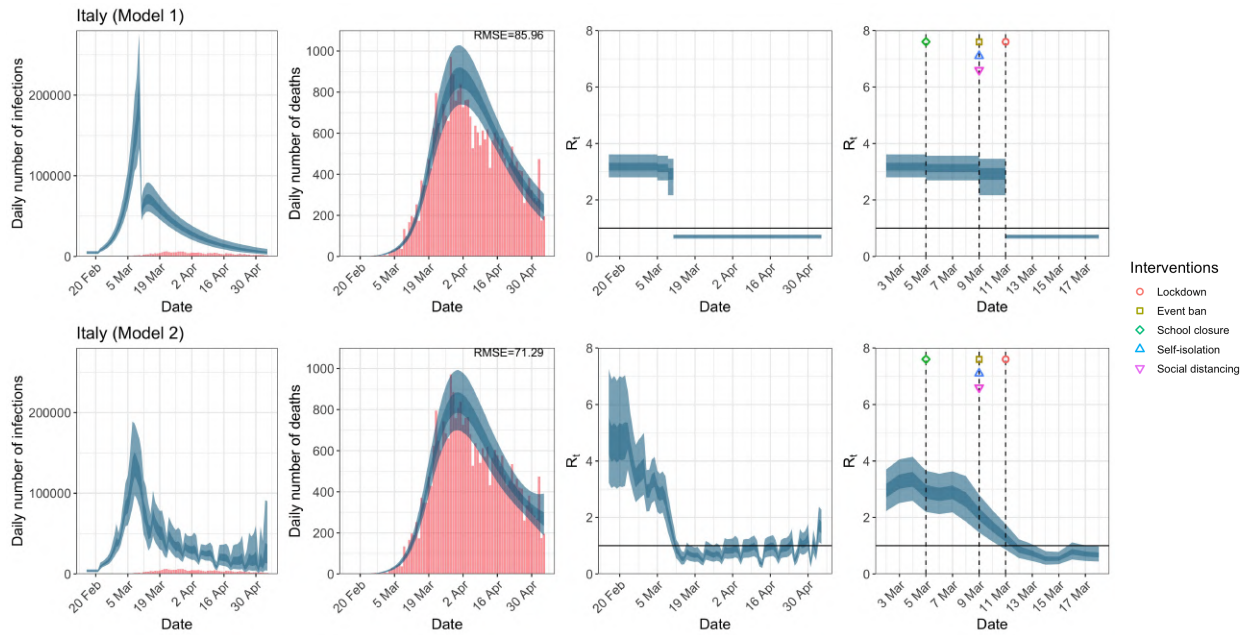 Italy (Model 1)
Daily number of infections
200000
100000
0
20 Feb
5 Mar
19 Mar
2 Apr
16 Apr
30 Apr
Date
RMSE=85.96
Daily number of deaths
1000
800
600
400
200
0
20 Feb
5 Mar
19 Mar
2 Apr
16 Apr
30 Apr
Date
Rt
8
6
4
2
0
20 Feb
5 Mar
19 Mar
2 Apr
16 Apr
30 Apr
Date
Rt
8
6
4
2
0
3 Mar
5 Mar
7 Mar
9 Mar
11 Mar
13 Mar
15 Mar
17 Mar
Date
Italy (Model 2)
Daily number of infections
200000
100000
0
20 Feb
5 Mar
19 Mar
2 Apr
16 Apr
30 Apr
Date
RMSE=71.29
Daily number of deaths
1000
800
600
400
200
0
20 Feb
5 Mar
19 Mar
2 Apr
16 Apr
30 Apr
Date
Rt
8
6
4
2
0
20 Feb
5 Mar
19 Mar
2 Apr
16 Apr
30 Apr
Date
Rt
8
6
4
2
0
3 Mar
5 Mar
7 Mar
9 Mar
11 Mar
13 Mar
15 Mar
17 Mar
Date
Interventions
Lockdown
Event ban
School closure
Self-isolation
Social distancing